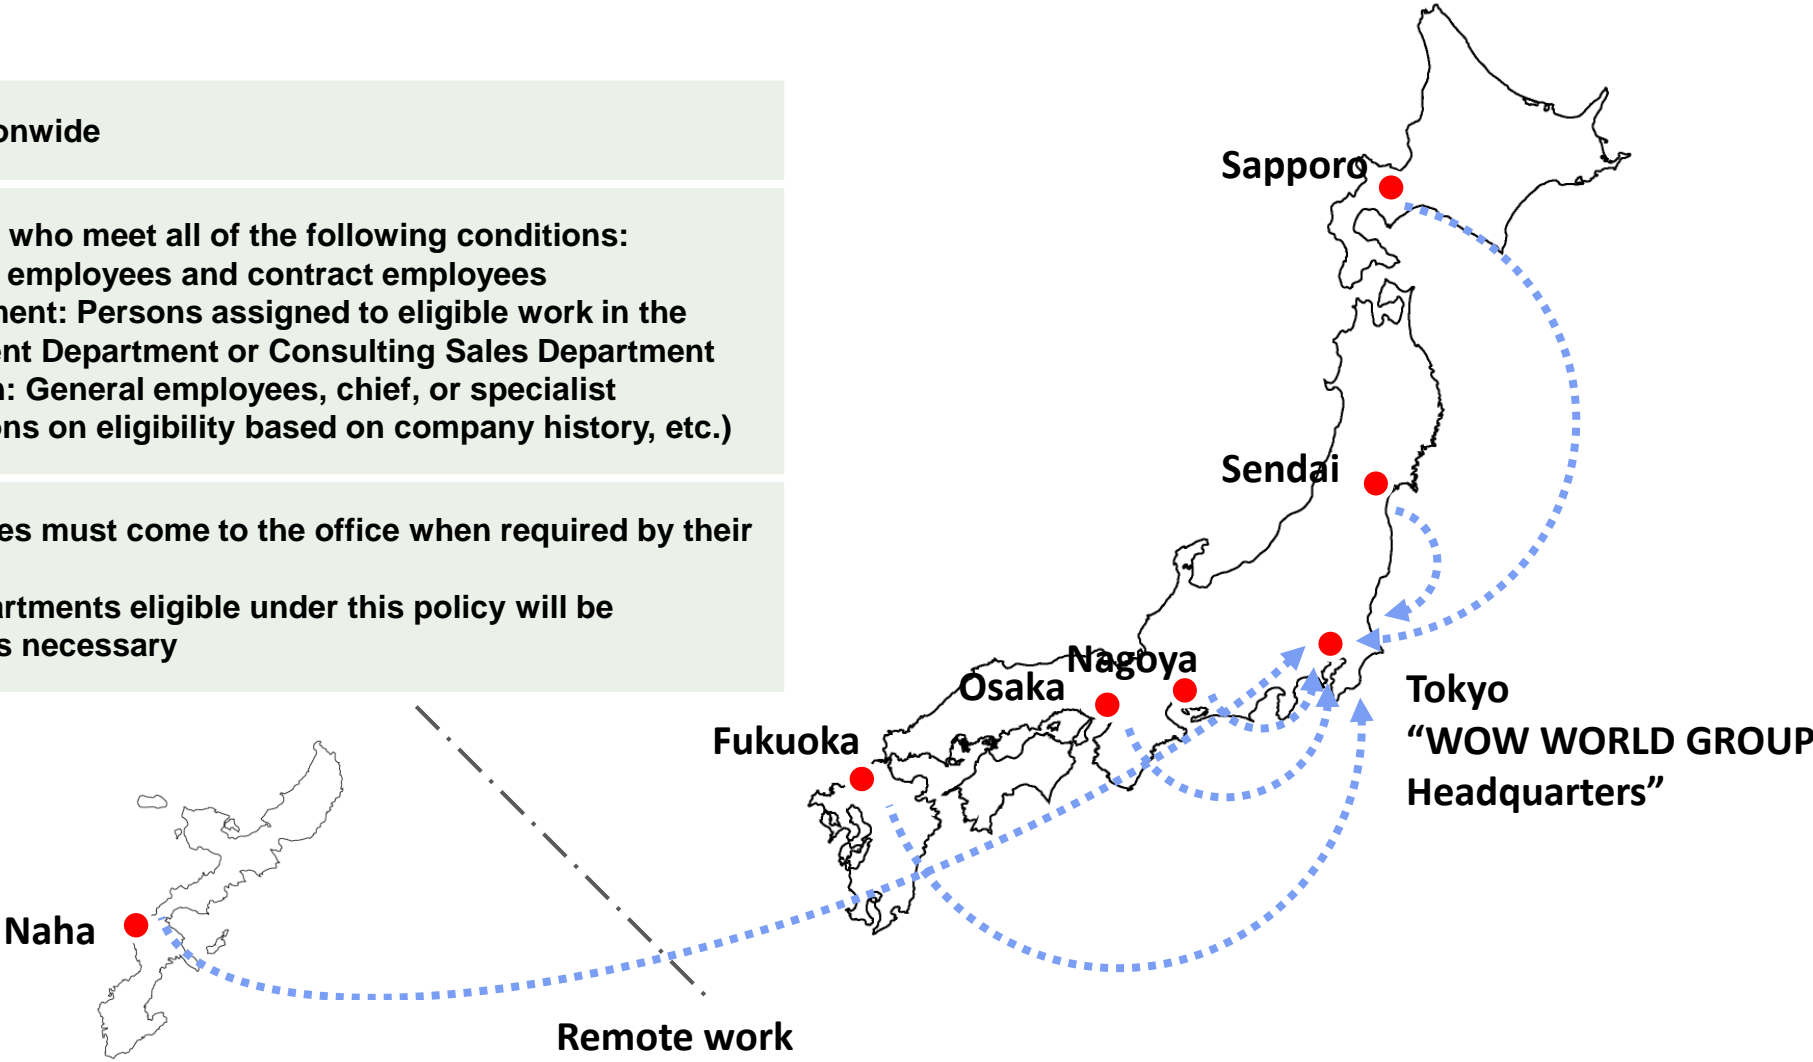 onwide
who meet all of the following conditions:
employees and contract employees
ment: Persons assigned to eligible work in the
ent Department or Consulting Sales Department
n: General employees, chief, or specialist
ons on eligibility based on company history, etc.)
es must come to the office when required by their
artments eligible under this policy will be
s necessary
Sapporo
Sendai
Nagoya
Osaka
Fukuoka
Tokyo
“WOW WORLD GROUP
Headquarters”
Naha
Remote work